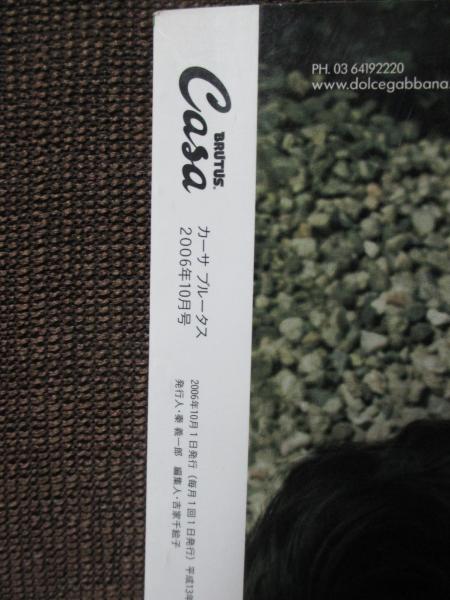 PH. 03 64192220
www.dolcegabbana.
Casa
BRUTUS®
カーサ ブルータス
2006年10月号
2006年10月1日発行（毎月1回1日発行）平成13年
発行人・秦 義一郎 編集人・吉家千絵子